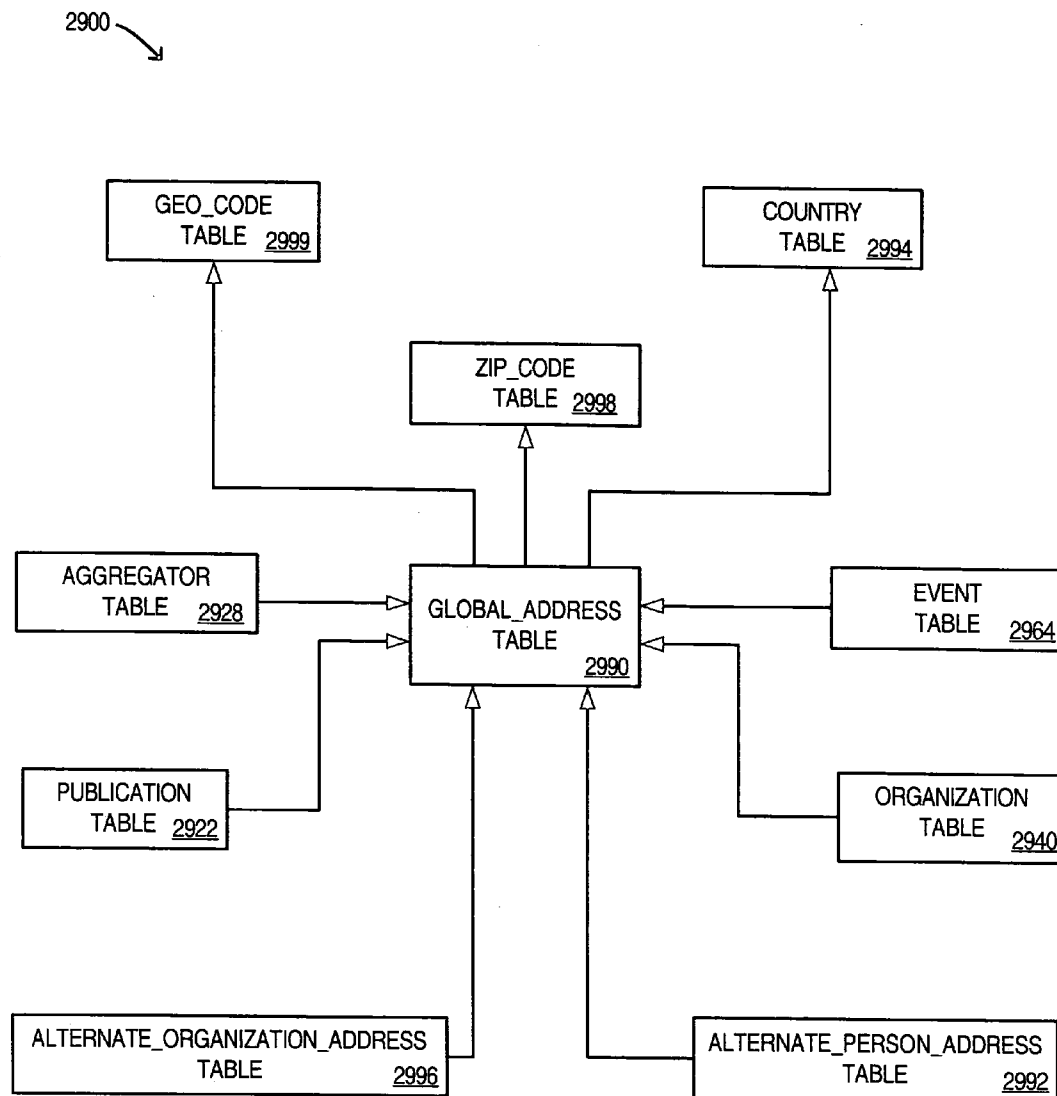 2900
GEO_CODE
TABLE 2999
COUNTRY
TABLE 2994
ZIP_CODE
TABLE 2998
AGGREGATOR
TABLE 2928
GLOBAL_ADDRESS
TABLE
2990
EVENT
TABLE 2964
PUBLICATION
TABLE 2922
ORGANIZATION
TABLE 2940
ALTERNATE_ORGANIZATION_ADDRESS
TABLE 2996
ALTERNATE_PERSON_ADDRESS
TABLE 2992